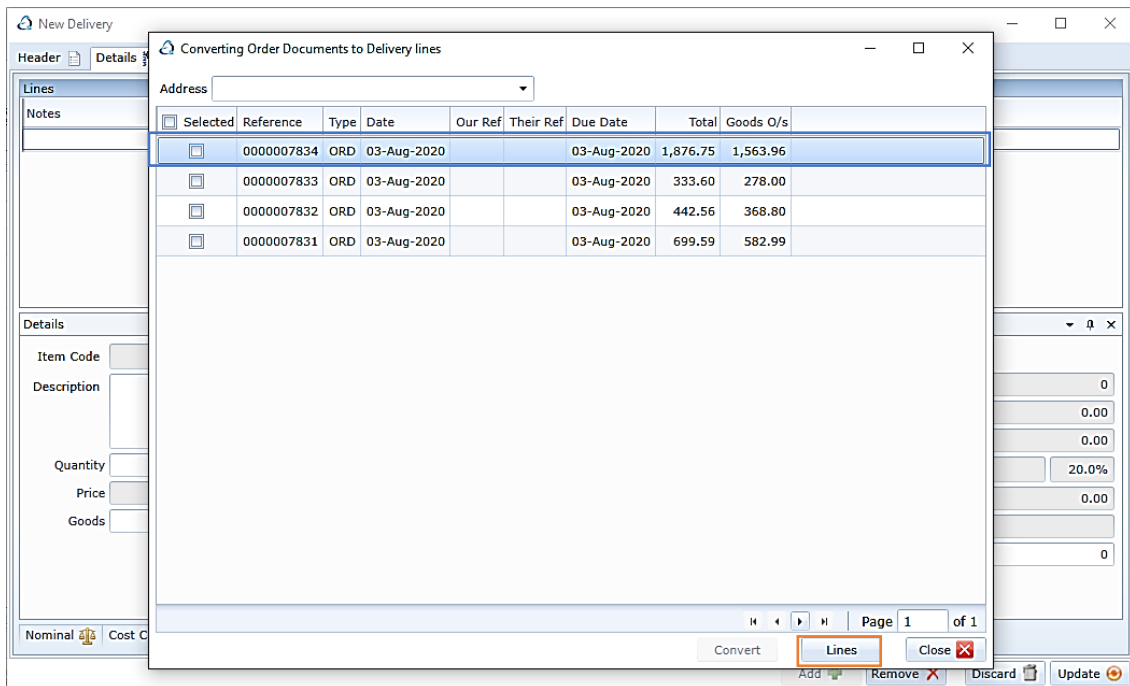 New Delivery
Header Details
Lines
Notes
Converting Order Documents to Delivery lines
Address
Selected Reference Type Date Our Ref Their Ref Due Date Total Goods O/s
0000007834 ORD 03-Aug-2020 03-Aug-2020 1,876.75 1,563.96
0000007833 ORD 03-Aug-2020 03-Aug-2020 333.60 278.00
0000007832 ORD 03-Aug-2020 03-Aug-2020 442.56 368.80
0000007831 ORD 03-Aug-2020 03-Aug-2020 699.59 582.99
Page 1 of 1
Convert Lines Close
Details
Item Code
Description
Quantity
Price
Goods
0
0.00
0.00
20.0%
0.00
0
Nominal Cost C
Add Remove Discard Update